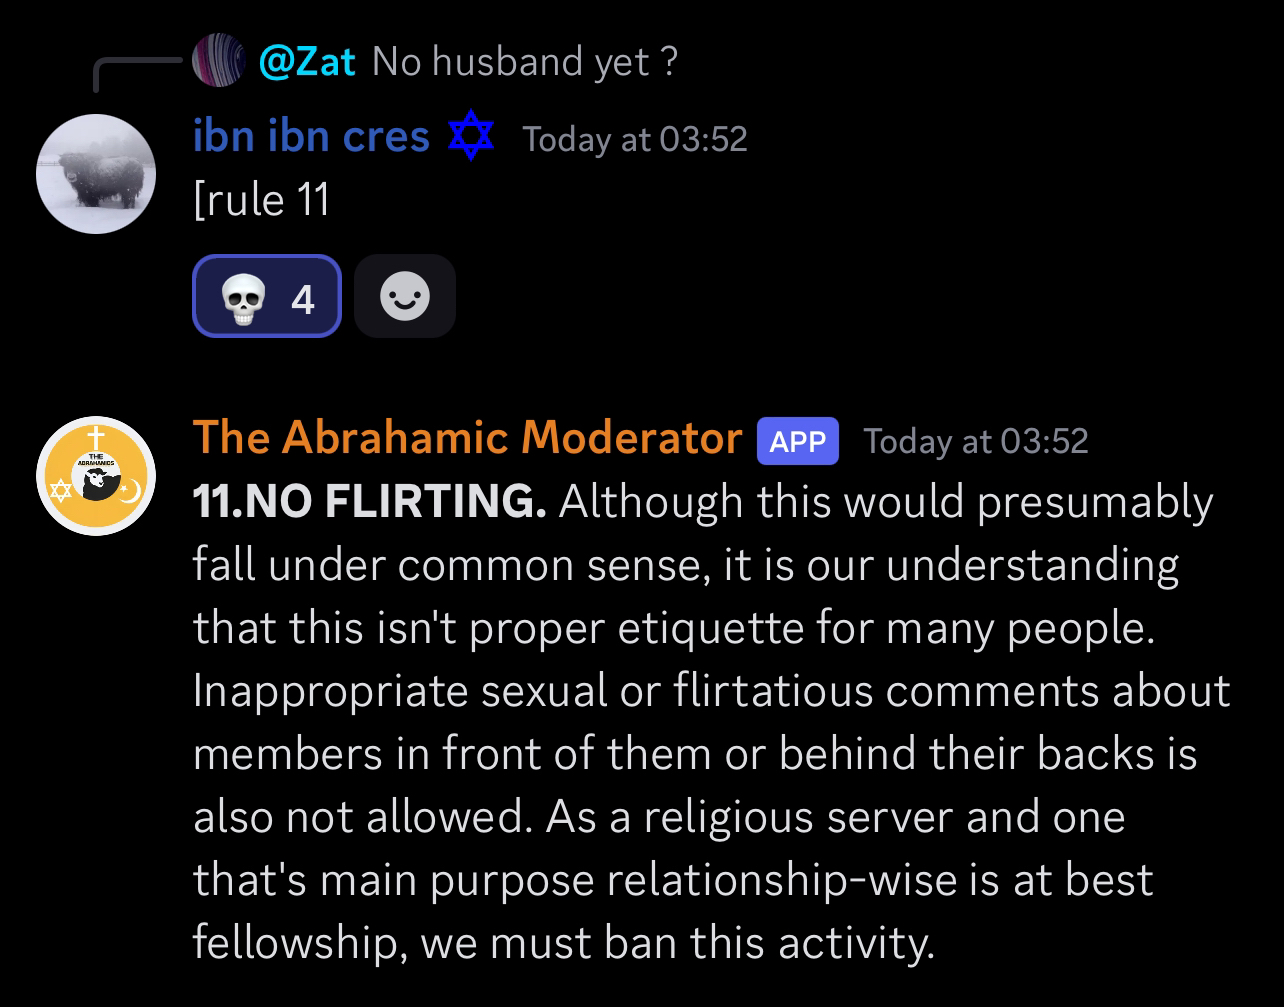 @Zat No husband yet ?
ibn ibn cres Today at 03:52
[rule 11
4
The Abrahamic Moderator APP Today at 03:52
THE
ABRAHAMICS
11.NO FLIRTING. Although this would presumably
fall under common sense, it is our understanding
that this isn't proper etiquette for many people.
Inappropriate sexual or flirtatious comments about
members in front of them or behind their backs is
also not allowed. As a religious server and one
that's main purpose relationship-wise is at best
fellowship, we must ban this activity.